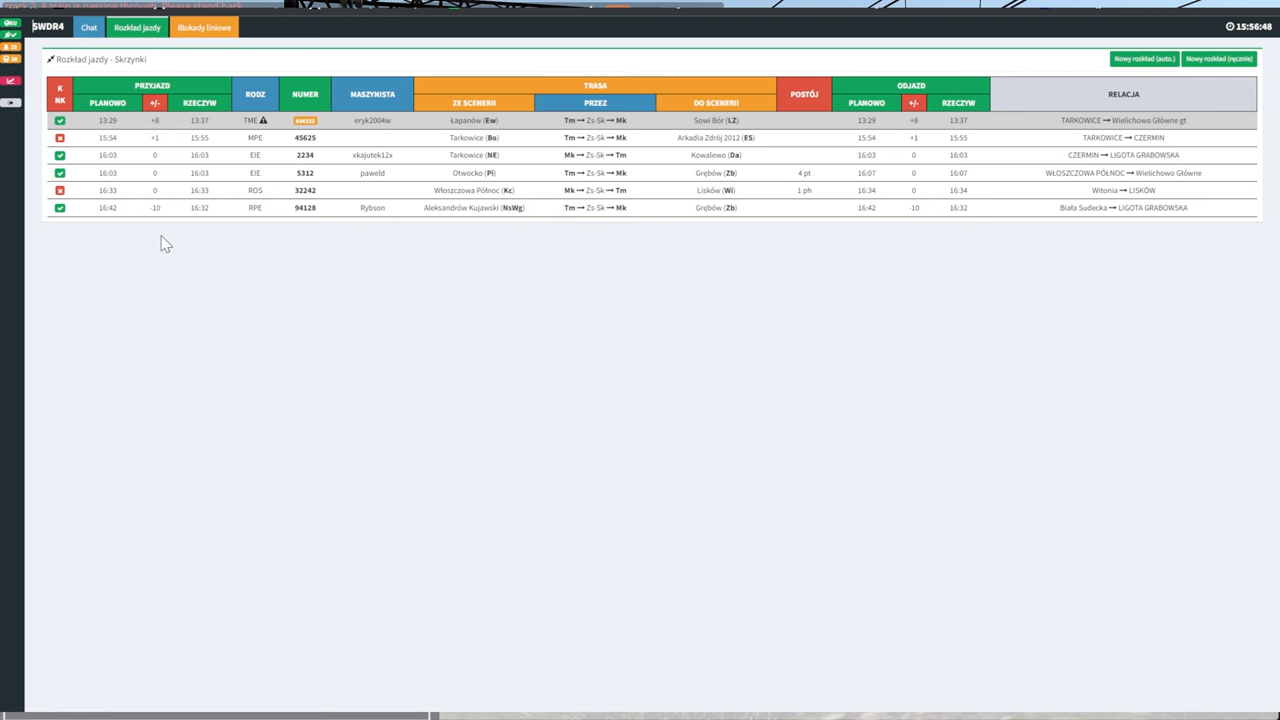 track 3. A train is passing through. Please stand back.
SWDR4 Chat Rozkład jazdy Blokady liniowe 15:56:48
Rozkład jazdy - Skrzynki Nowy rozkład (auto.) Nowy rozkład (ręcznie)
K PRZYJAZD RODZ NUMER MASZYNISTA TRASA POSTÓJ ODJAZD RELACJA
NK PLANOWO +/- RZECZYW ZE SCENERII PRZEZ DO SCENERII PLANOWO +/- RZECZYW
13:29 +8 13:37 TME eryk2004w Łapanów (Ew) Tm → Zs-Sk → Mk Sowi Bór (LZ) 13:29 +8 13:37 TARKOWICE → Wielichowo Główne gt
15:54 +1 15:55 MPE 45625 Tarkowice (Bo) Tm → Zs-Sk → Mk Arkadia Zdrój 2012 (ES) 15:54 +1 15:55 TARKOWICE → CZERMIN
16:03 0 16:03 EIE 2234 xkajutek12x Tarkowice (NE) Mk → Zs-Sk → Tm Kowalewo (Da) 16:03 0 16:03 CZERMIN → LIGOTA GRABOWSKA
16:03 0 16:03 EIE 5312 paweld Otwocko (Pi) Tm → Zs-Sk → Mk Grębów (Zb) 4 pt 16:07 0 16:07 WŁOSZCZOWA PÓŁNOC → Wielichowo Główne
16:33 0 16:33 ROS 32242 Włoszczowa Północ (Kc) Mk → Zs-Sk → Tm Lisków (Wi) 1 ph 16:34 0 16:34 Witonia → LISKÓW
16:42 -10 16:32 RPE 94128 Rybson Aleksandrów Kujawski (NsWg) Tm → Zs-Sk → Mk Grębów (Zb) 16:42 -10 16:32 Biała Sudecka → LIGOTA GRABOWSKA